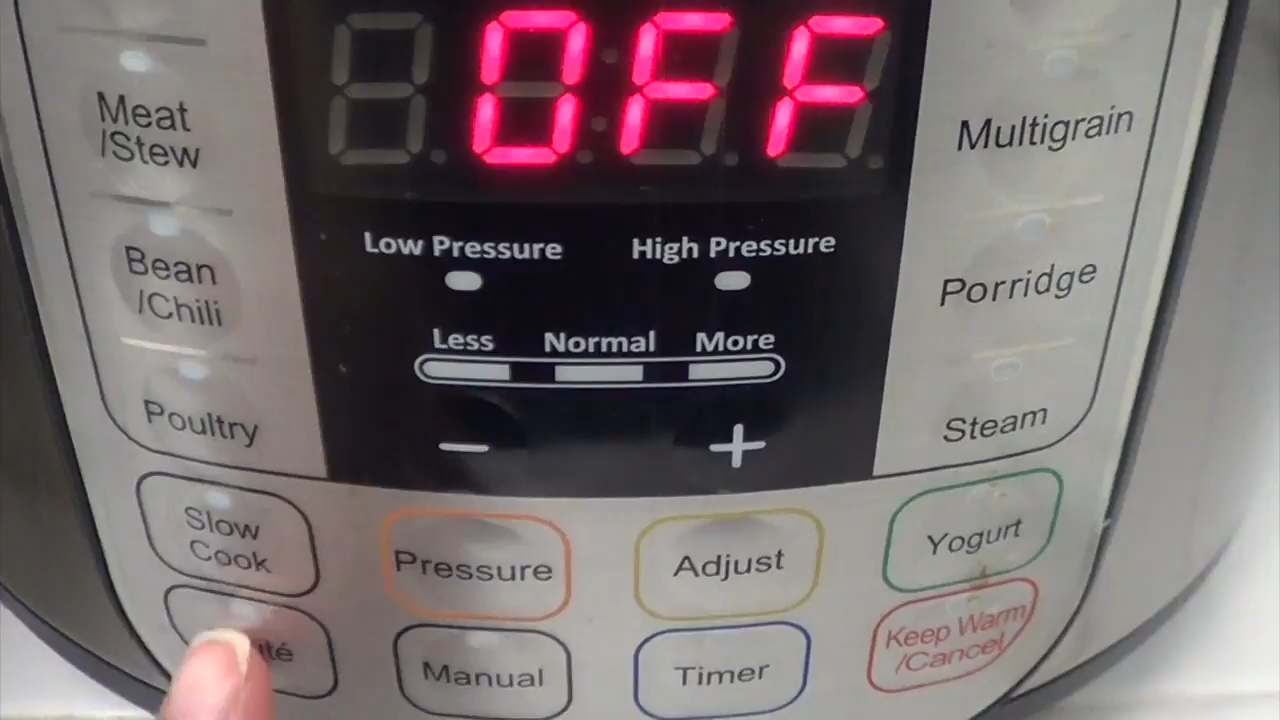 OFF
Meat
/Stew
Bean
/Chili
Poultry
Low Pressure
High Pressure
Less
Normal
More
−
+
Multigrain
Porridge
Steam
Slow
Cook
Pressure
Adjust
Yogurt
Manual
Timer
Keep Warm
/Cancel